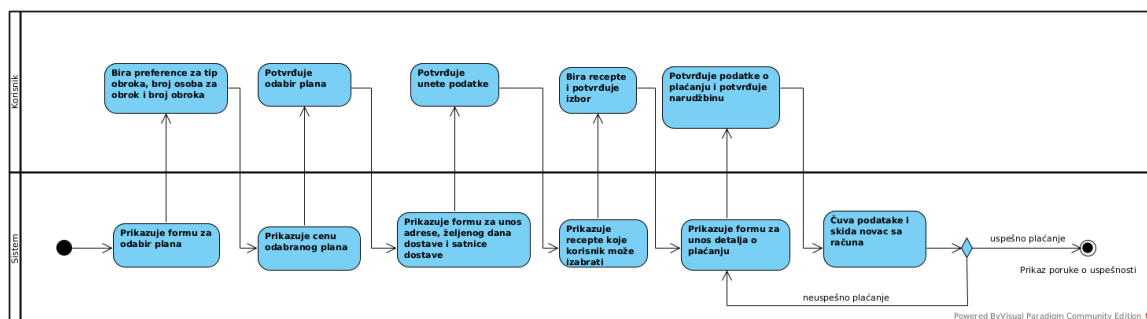 Korisnik
Bira preference za tip
obroka, broj osoba za
obrok i broj obroka
Potvrđuje
odabir plana
Potvrđuje
unete podatke
Bira recepte
i potvrđuje
izbor
Potvrđuje podatke o
plaćanju i potvrđuje
narudžbinu
Sistem
Prikazuje formu za
odabir plana
Prikazuje cenu
odabranog plana
Prikazuje formu za unos
adrese, željenog dana
dostave i satnice
dostave
Prikazuje
recepte koje
korisnik može
izabrati
Prikazuje formu za
unos detalja o
plaćanju
Čuva podatake i
skida novac sa
računa
uspešno plaćanje
Prikaz poruke o uspešnosti
neuspešno plaćanje
Powered ByVisual Paradigm Community Edition